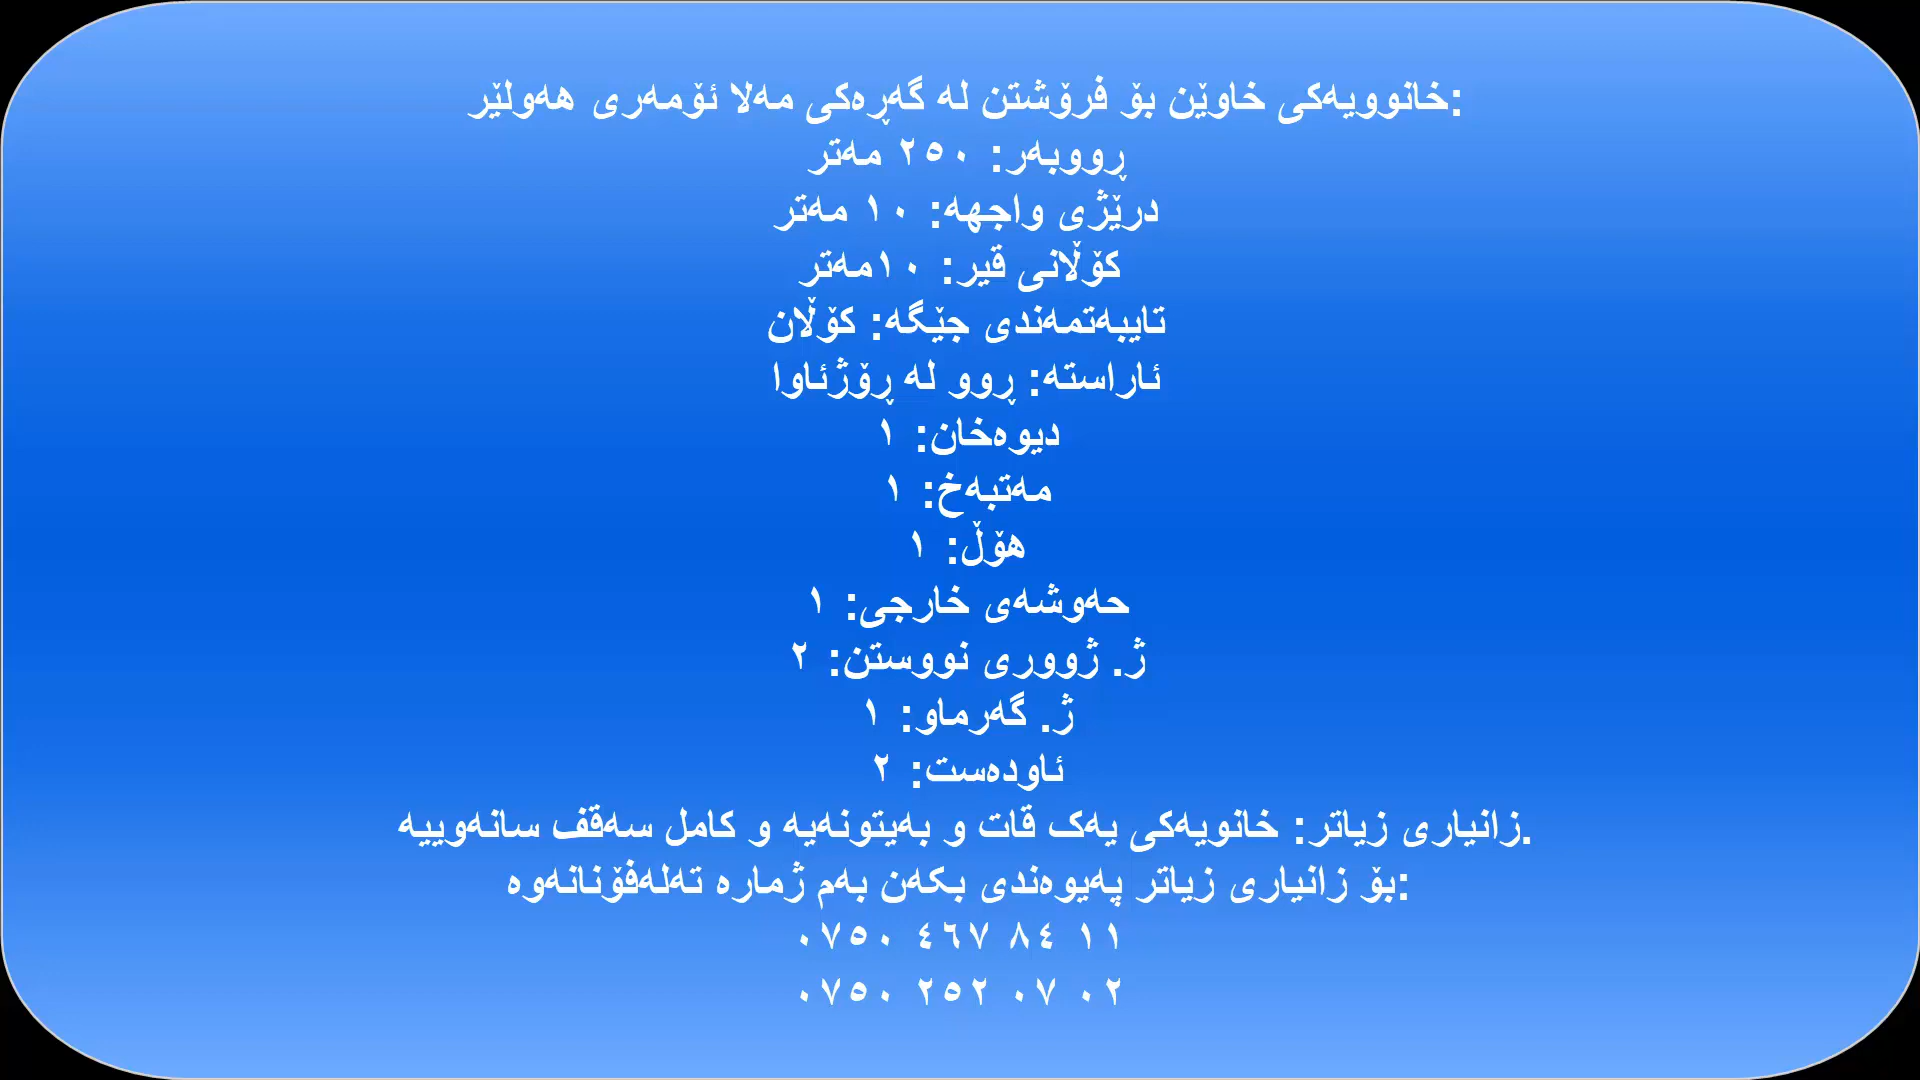 خانوویەکی خاوێن بۆ فرۆشتن لە گەڕەکی مەلا ئۆمەری هەولێر:
ڕووبەر: ٢٥٠ مەتر
درێژی واجهە: ١٠ مەتر
کۆڵانی قیر: ١٠مەتر
تایبەتمەندی جێگە: کۆڵان
ئاراستە: ڕوو لە ڕۆژئاوا
دیوەخان: ١
مەتبەخ: ١
هۆڵ: ١
حەوشەی خارجی: ١
ژ. ژووری نووستن: ٢
ژ. گەرماو: ١
ئاودەست: ٢
زانیاری زیاتر: خانویەکی یەک قات و بەیتونەیە و کامل سەقف سانەوییە.
بۆ زانیاری زیاتر پەیوەندی بکەن بەم ژمارە تەلەفۆنانەوە:
٠٧٥٠ ٤٦٧ ٨٤ ١١
٠٧٥٠ ٢٥٢ ٠٧ ٠٢